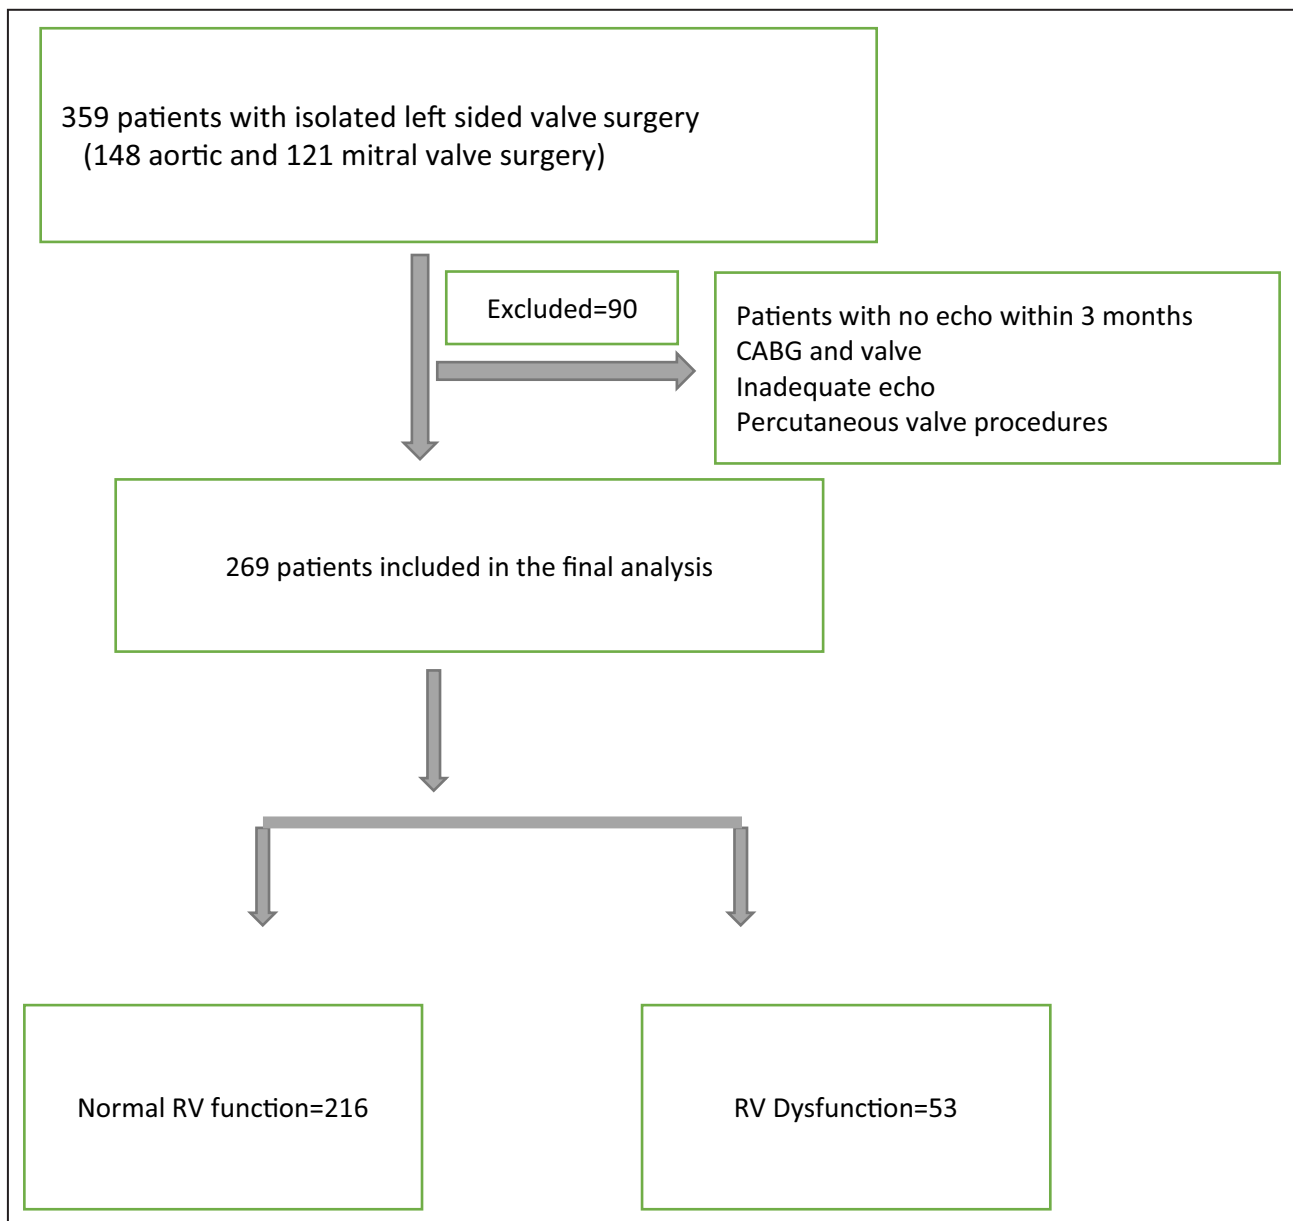 359 patients with isolated left sided valve surgery
(148 aortic and 121 mitral valve surgery)
Excluded=90
Patients with no echo within 3 months
CABG and valve
Inadequate echo
Percutaneous valve procedures
269 patients included in the final analysis
Normal RV function=216
RV Dysfunction=53